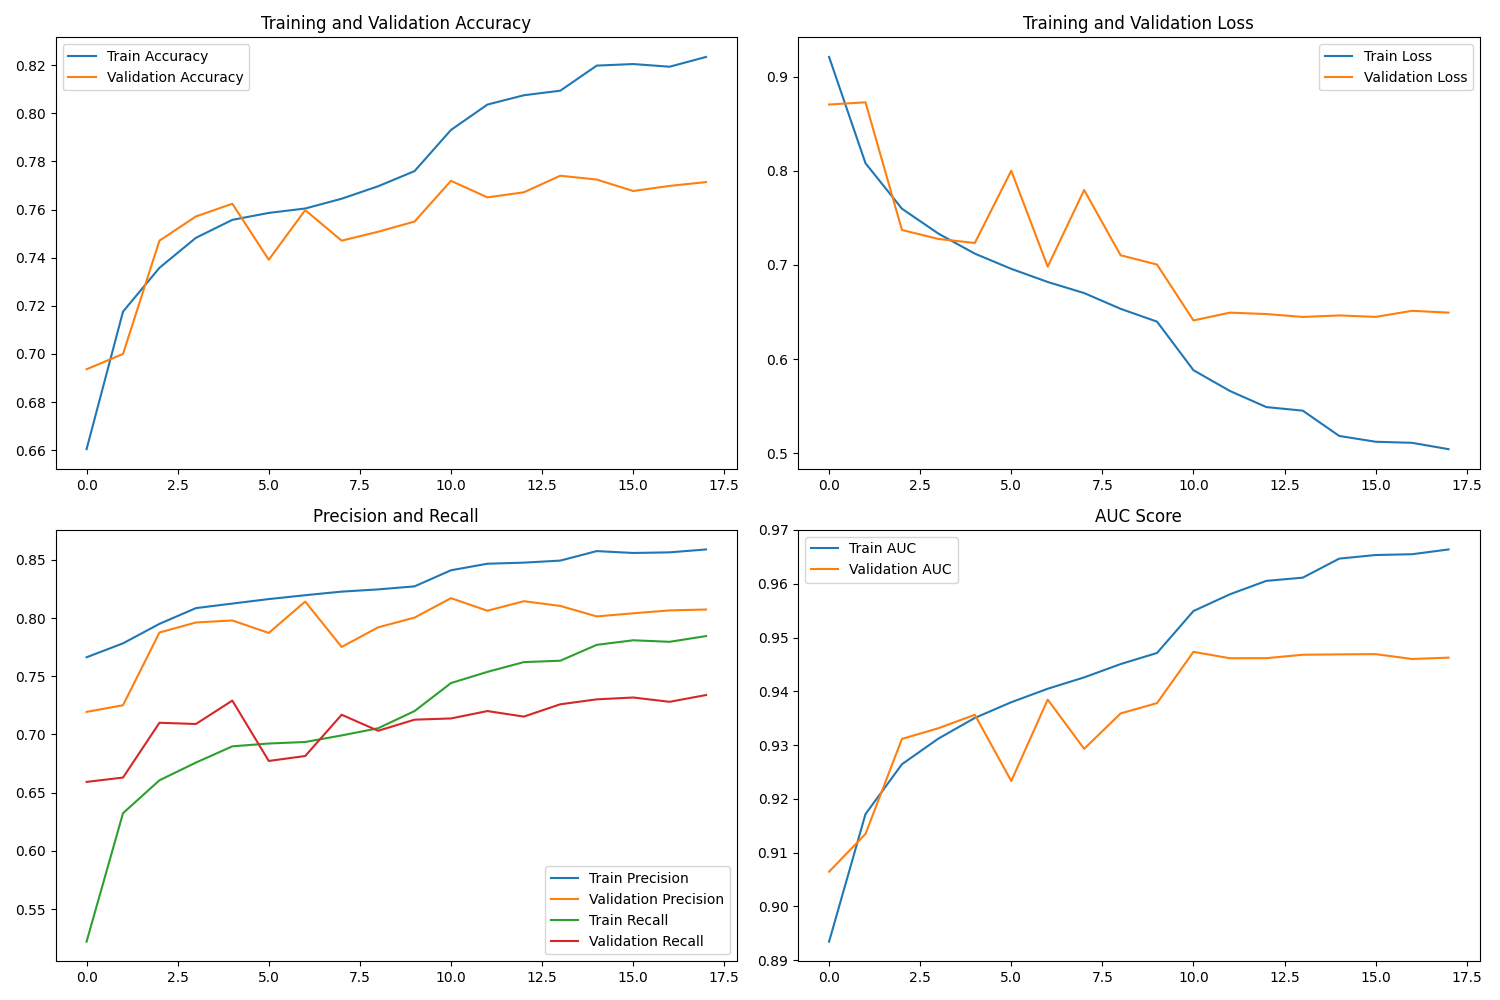 Training and Validation Accuracy
Train Accuracy
Validation Accuracy
0.82
0.80
0.78
0.76
0.74
0.72
0.70
0.68
0.66
0.0 2.5 5.0 7.5 10.0 12.5 15.0 17.5
Training and Validation Loss
Train Loss
Validation Loss
0.9
0.8
0.7
0.6
0.5
0.0 2.5 5.0 7.5 10.0 12.5 15.0 17.5
Precision and Recall
0.85
0.80
0.75
0.70
0.65
0.60
0.55
Train Precision
Validation Precision
Train Recall
Validation Recall
0.0 2.5 5.0 7.5 10.0 12.5 15.0 17.5
AUC Score
Train AUC
Validation AUC
0.97
0.96
0.95
0.94
0.93
0.92
0.91
0.90
0.89
0.0 2.5 5.0 7.5 10.0 12.5 15.0 17.5